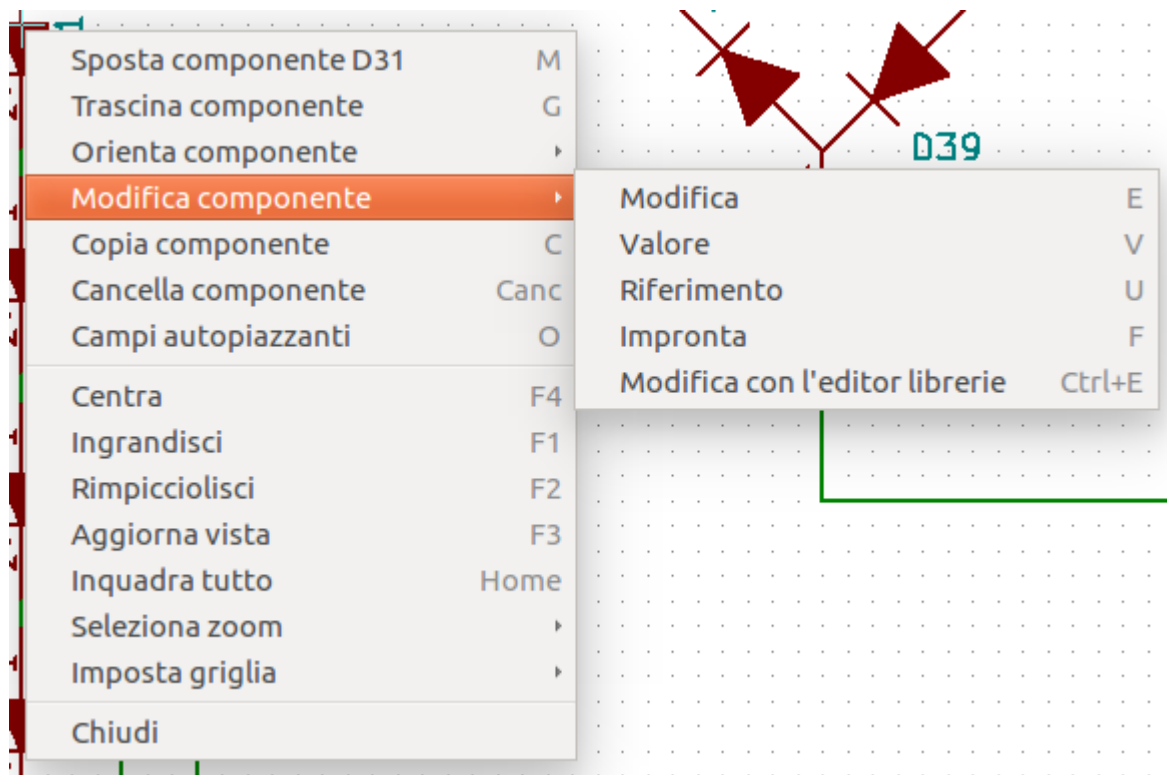 Sposta componente D31 M
Trascina componente G
Orienta componente
Modifica componente
Copia componente C
Cancella componente Canc
Campi autopiazzanti O
Centra F4
Ingrandisci F1
Rimpicciolisci F2
Aggiorna vista F3
Inquadra tutto Home
Seleziona zoom
Imposta griglia
Chiudi
D39
Modifica E
Valore V
Riferimento U
Impronta F
Modifica con l'editor librerie Ctrl+E